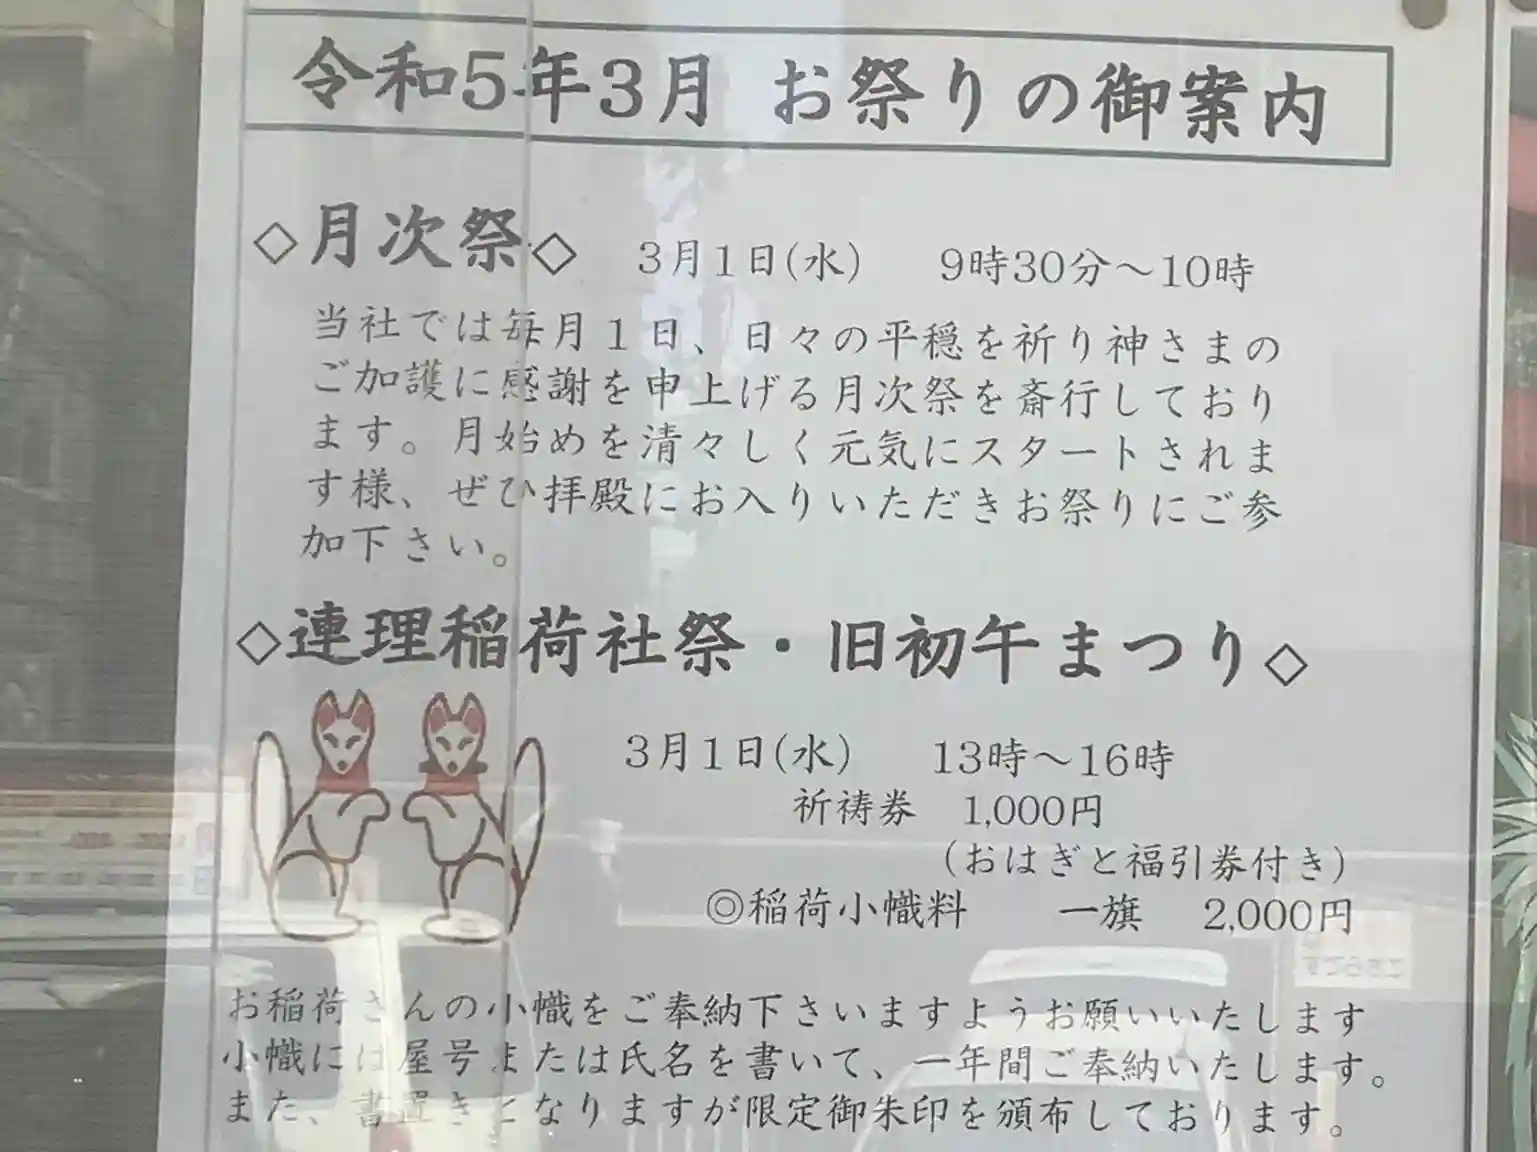 令和5年3月 お祭りの御案内
◇月次祭◇ 3月1日(水) 9時30分～10時
当社では毎月1日、日々の平穏を祈り神さまの
ご加護に感謝を申上げる月次祭を斎行しており
ます。月始めを清々しく元気にスタートされま
す様、ぜひ拝殿にお入りいただきお祭りにご参
加下さい。
◇連理稲荷社祭・旧初午まつり◇
3月1日(水) 13時～16時
祈祷券 1,000円
(おはぎと福引券付き)
◎稲荷小幟料 一旗 2,000円
お稲荷さんの小幟をご奉納下さいますようお願いいたします
小幟には屋号または氏名を書いて、一年間ご奉納いたします。
また、書置きとなりますが限定御朱印を頒布しております。